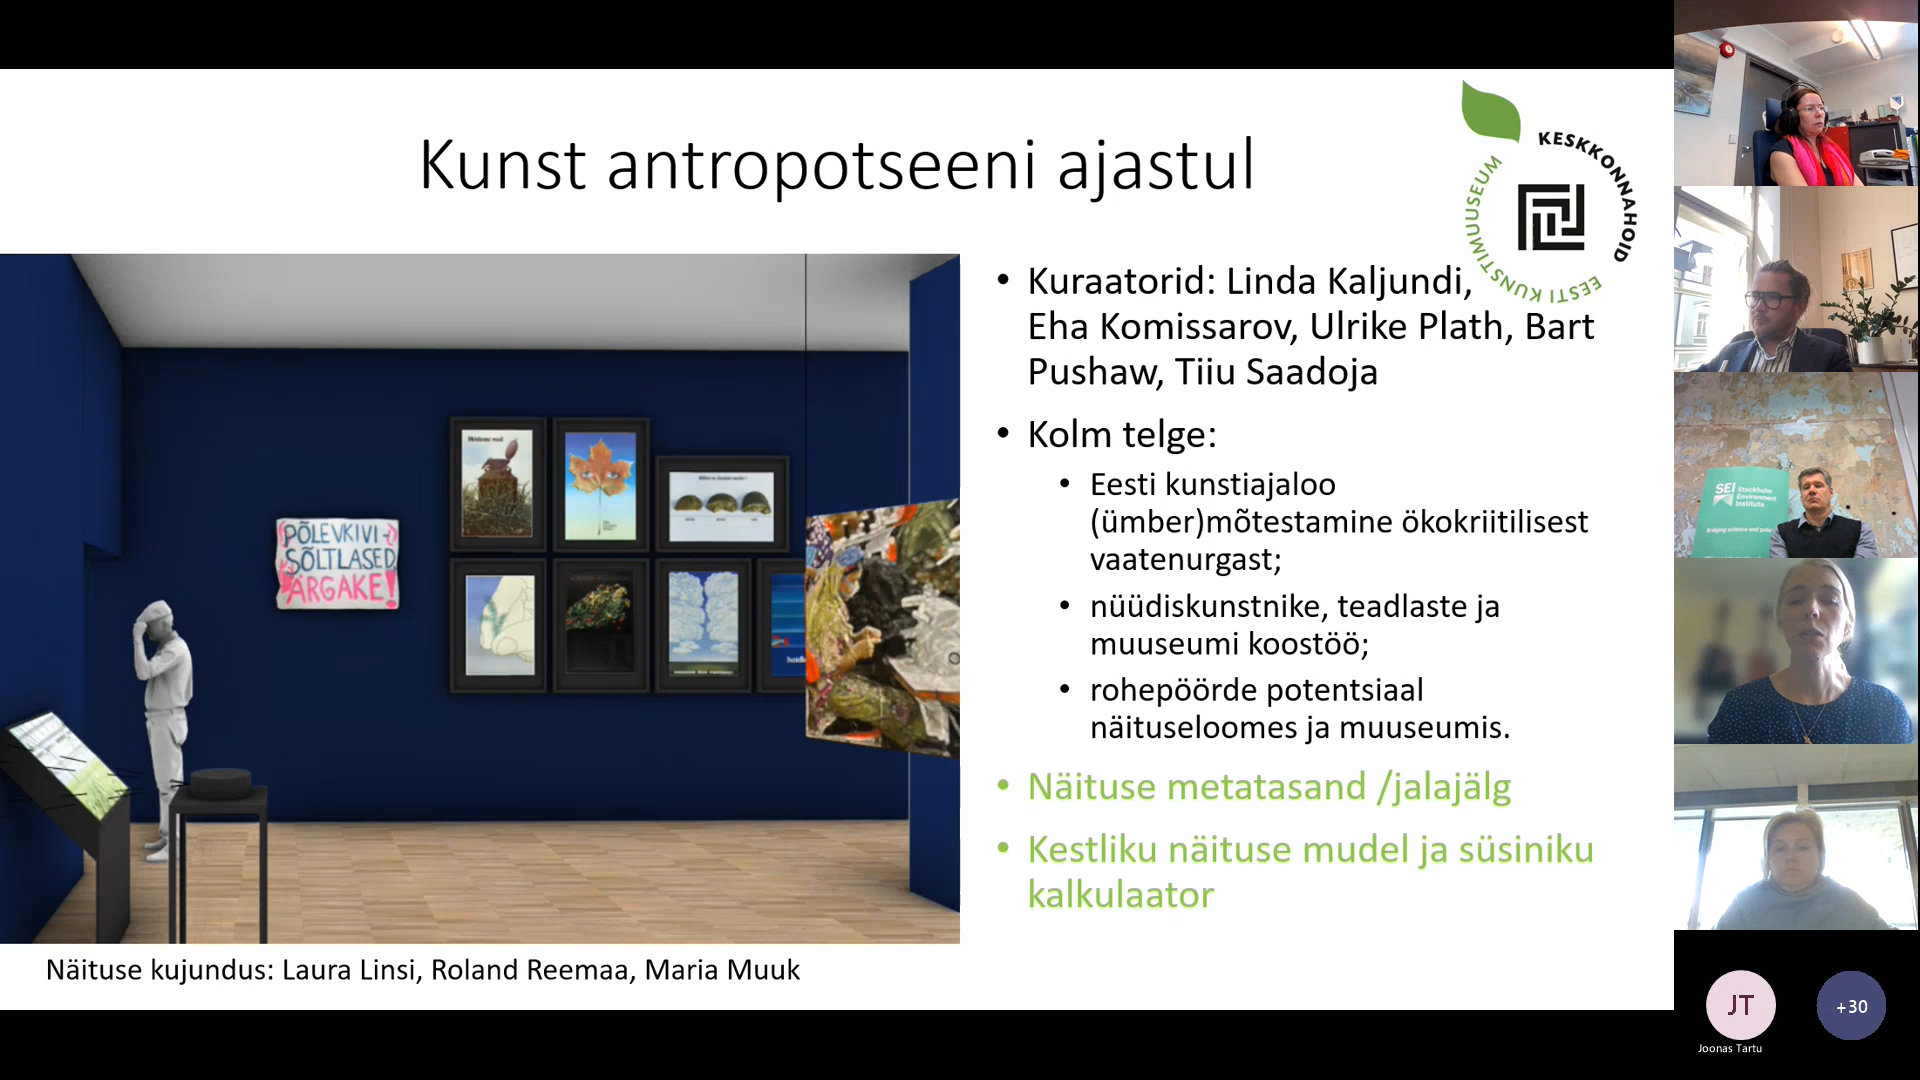 Kunst antropotseeni ajastul
KESKKONNAHOID
EESTI KUNSTIMUUSEUM
• Kuraatorid: Linda Kaljundi,
Eha Komissarov, Ulrike Plath, Bart
Pushaw, Tiiu Saadoja
• Kolm telge:
• Eesti kunstiajaloo
(ümber)mõtestamine ökokriitilisest
vaatenurgast;
• nüüdiskunstnike, teadlaste ja
muuseumi koostöö;
• rohepöörde potentsiaal
näituseloomes ja muuseumis.
• Näituse metatasand /jalajälg
• Kestliku näituse mudel ja süsiniku
kalkulaator
PÕLEVKIVI-
SÕLTLASED
ÄRGAKE!
Näituse kujundus: Laura Linsi, Roland Reemaa, Maria Muuk
SEI Stockholm
Environment
Institute
Bridging science and
JT
+30
Joonas Tartu